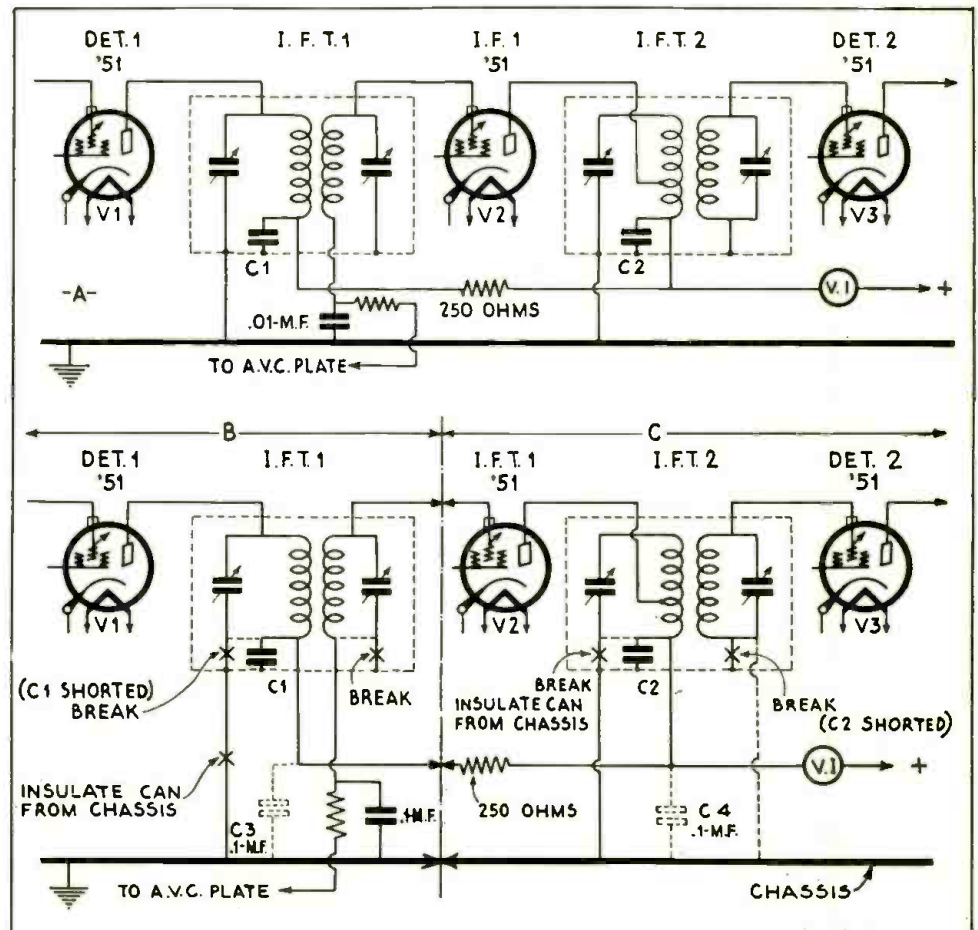 DET.1 I.F.T.1 I.F.1 I.F.T.2 DET.2
'51 '51 '51
V1 C1 V2 C2 V3
-A- 250 OHMS V.I +
.01-M.F.
TO A.V.C. PLATE
B C
DET.1 I.F.T.1 I.F.T.1 I.F.T.2 DET.2
'51 '51 '51
V1 C1 V2 C2 V3
(C1 SHORTED)
BREAK
BREAK
BREAK
INSULATE CAN
FROM CHASSIS
BREAK
(C2 SHORTED)
INSULATE CAN
FROM CHASSIS
V.I +
C3
.1-M.F.
.1-M.F.
250 OHMS
C4
.1-M.F.
TO A.V.C. PLATE
CHASSIS